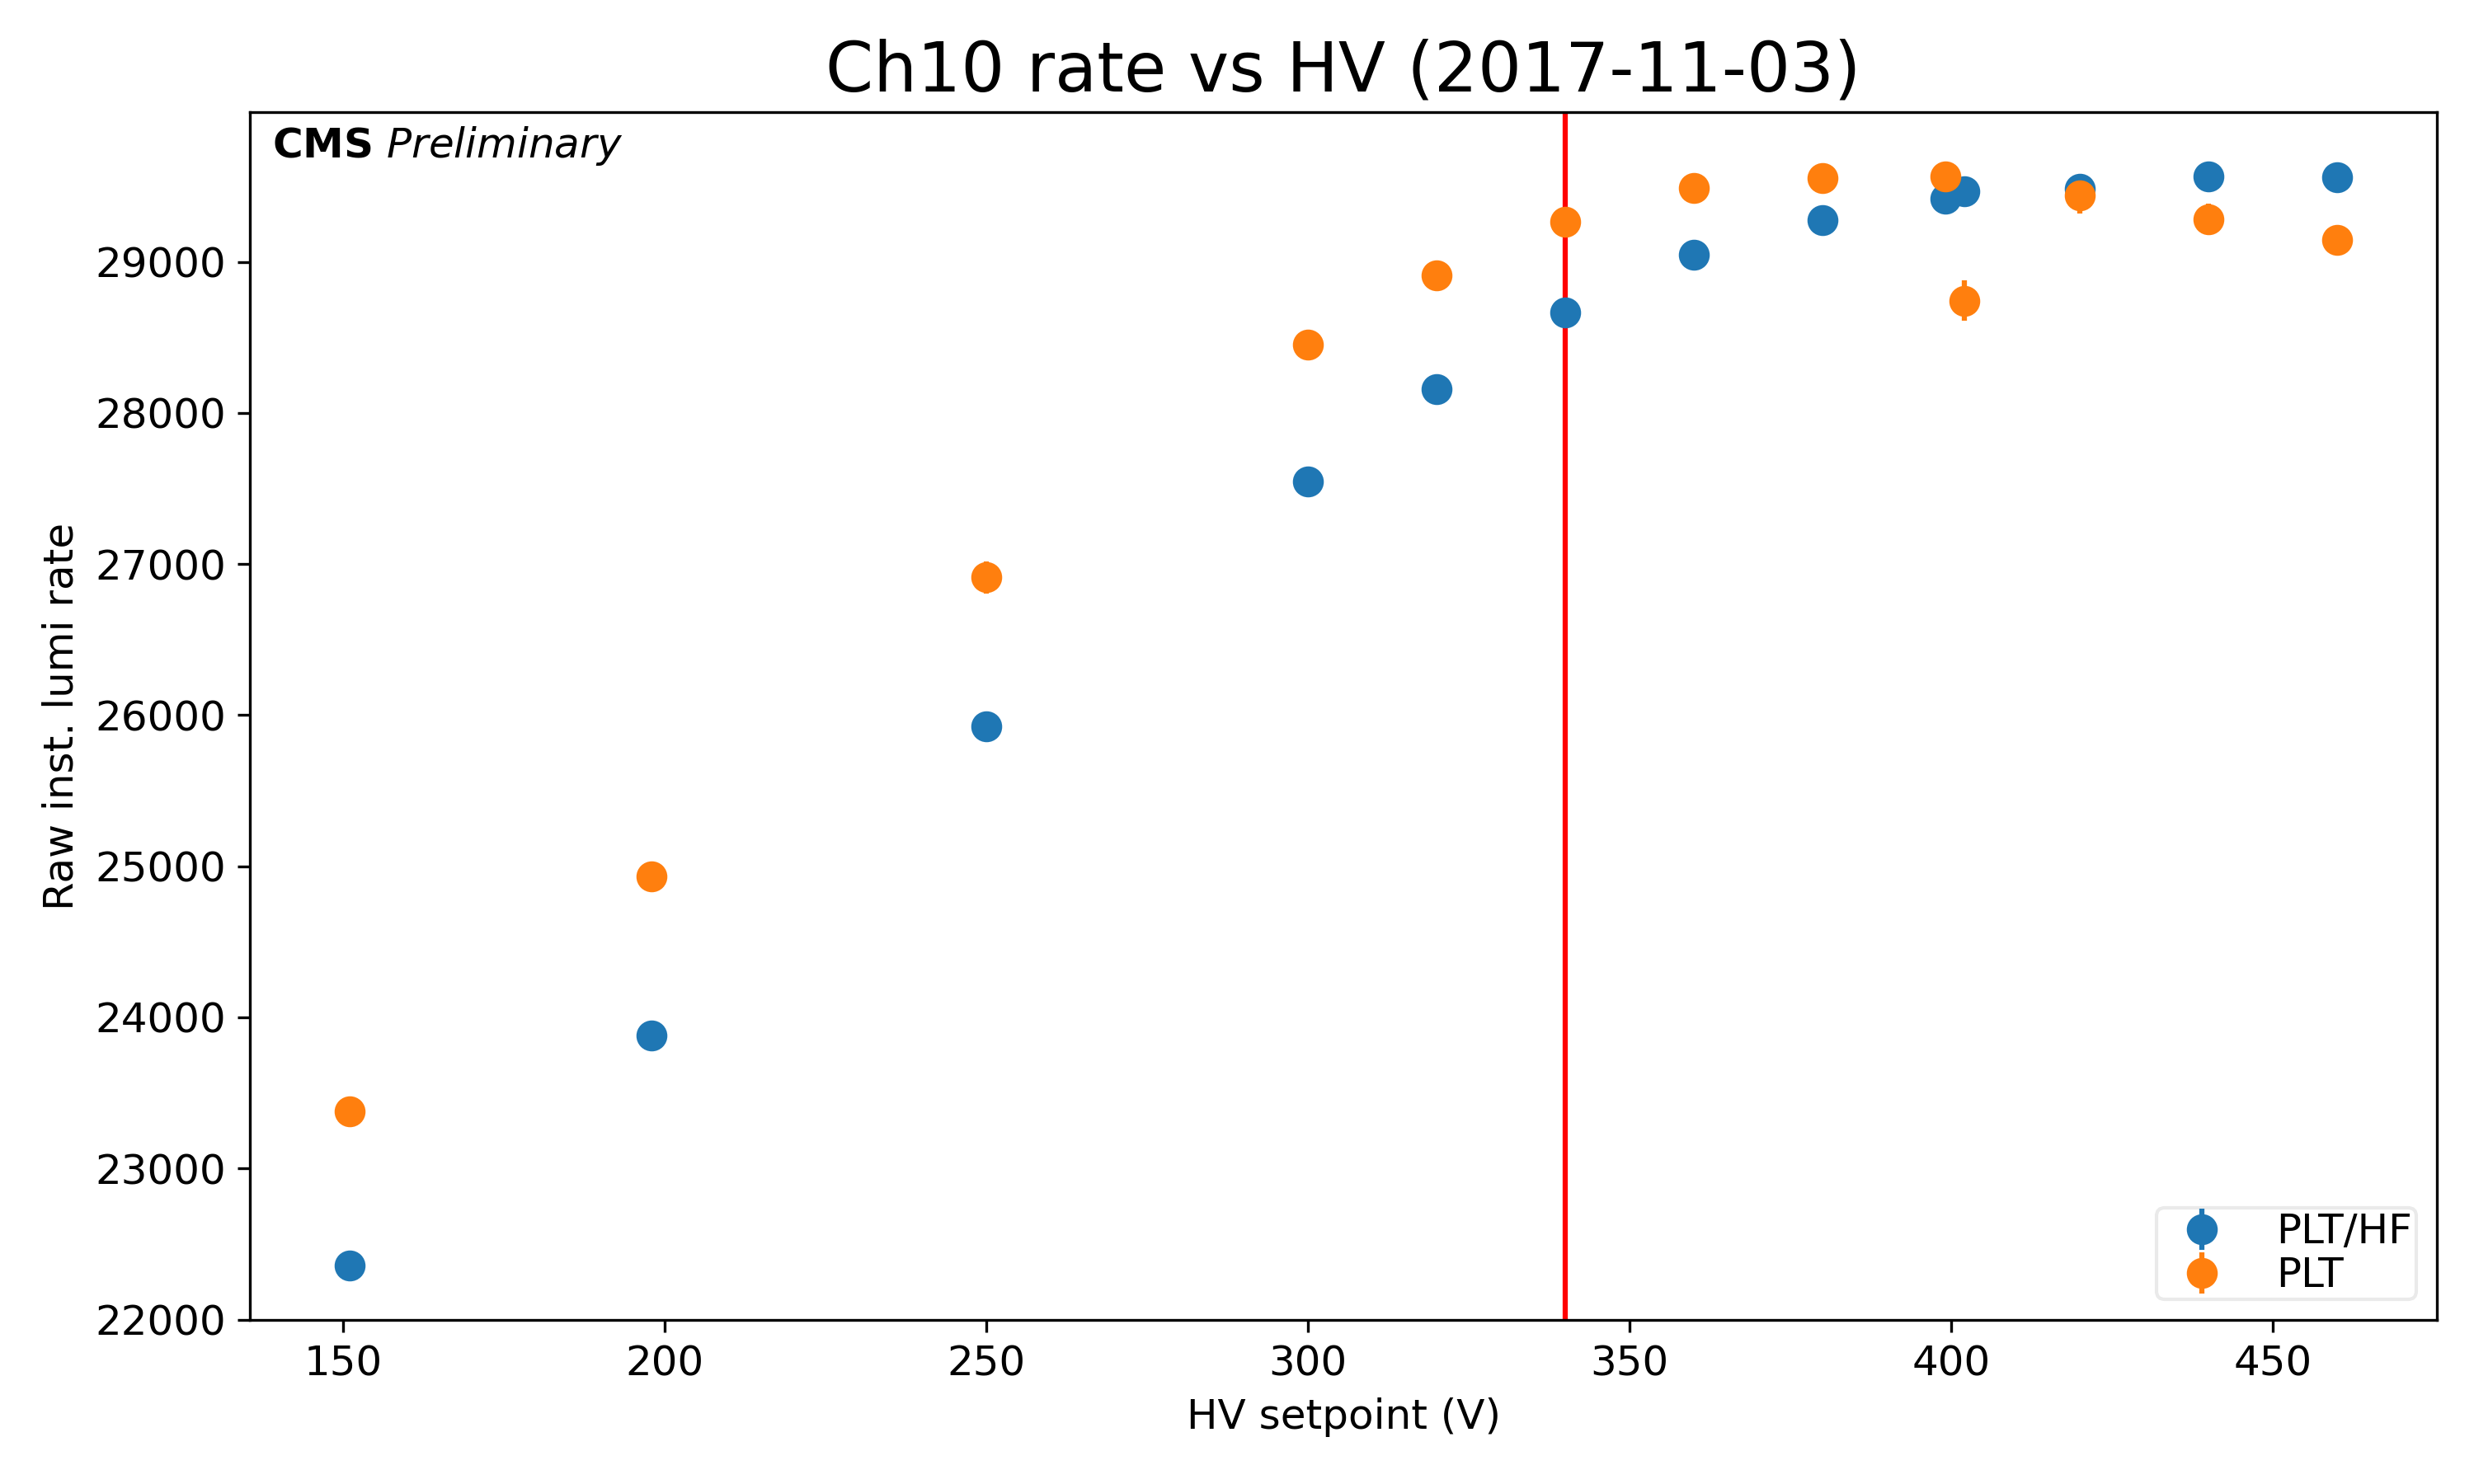 Ch10 rate vs HV (2017-11-03)
CMS Preliminary
29000
28000
27000
26000
25000
24000
23000
22000
Raw inst. lumi rate
150 200 250 300 350 400 450
HV setpoint (V)
PLT/HF
PLT